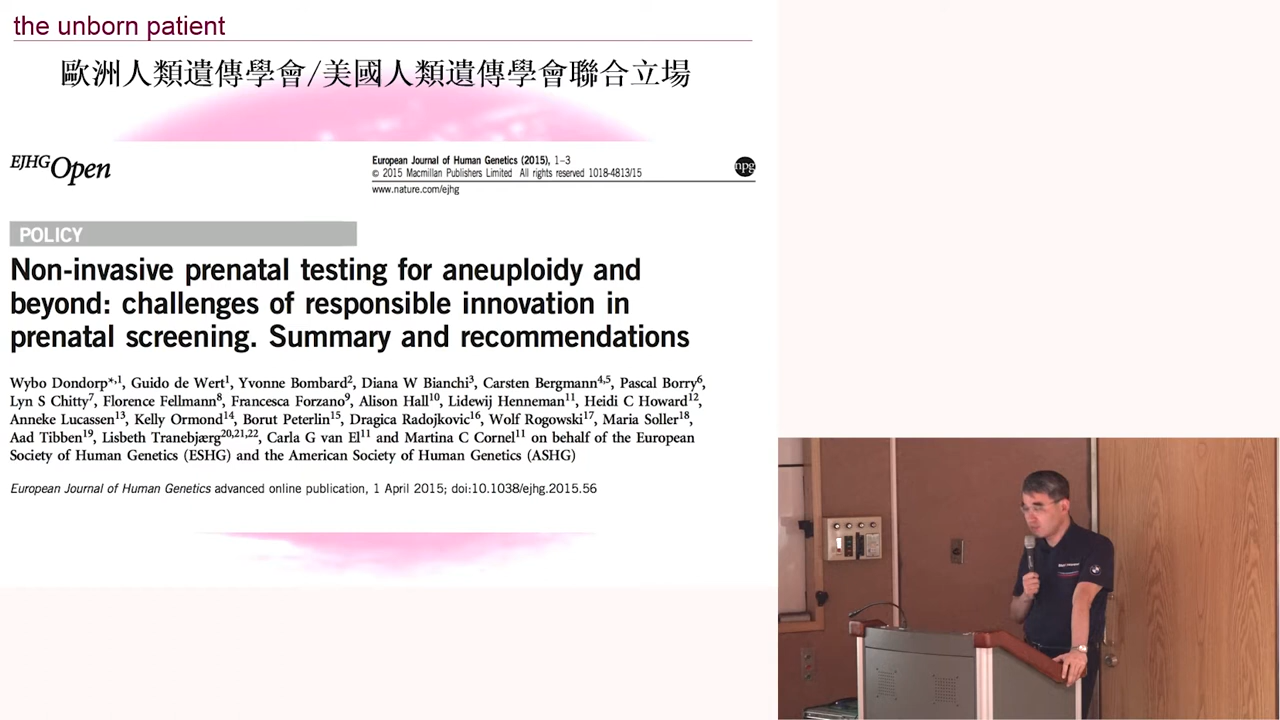 the unborn patient
歐洲人類遺傳學會/美國人類遺傳學會聯合立場
EJHG Open
European Journal of Human Genetics (2015), 1–3
© 2015 Macmillan Publishers Limited All rights reserved 1018-4813/15
www.nature.com/ejhg
npg
POLICY
Non-invasive prenatal testing for aneuploidy and
beyond: challenges of responsible innovation in
prenatal screening. Summary and recommendations
Wybo Dondorp*,1, Guido de Wert1, Yvonne Bombard2, Diana W Bianchi3, Carsten Bergmann4,5, Pascal Borry6,
Lyn S Chitty7, Florence Fellmann8, Francesca Forzano9, Alison Hall10, Lidewij Henneman11, Heidi C Howard12,
Anneke Lucassen13, Kelly Ormond14, Borut Peterlin15, Dragica Radojkovic16, Wolf Rogowski17, Maria Soller18,
Aad Tibben19, Lisbeth Tranebjærg20,21,22, Carla G van El11 and Martina C Cornel11 on behalf of the European
Society of Human Genetics (ESHG) and the American Society of Human Genetics (ASHG)
European Journal of Human Genetics advanced online publication, 1 April 2015; doi:10.1038/ejhg.2015.56